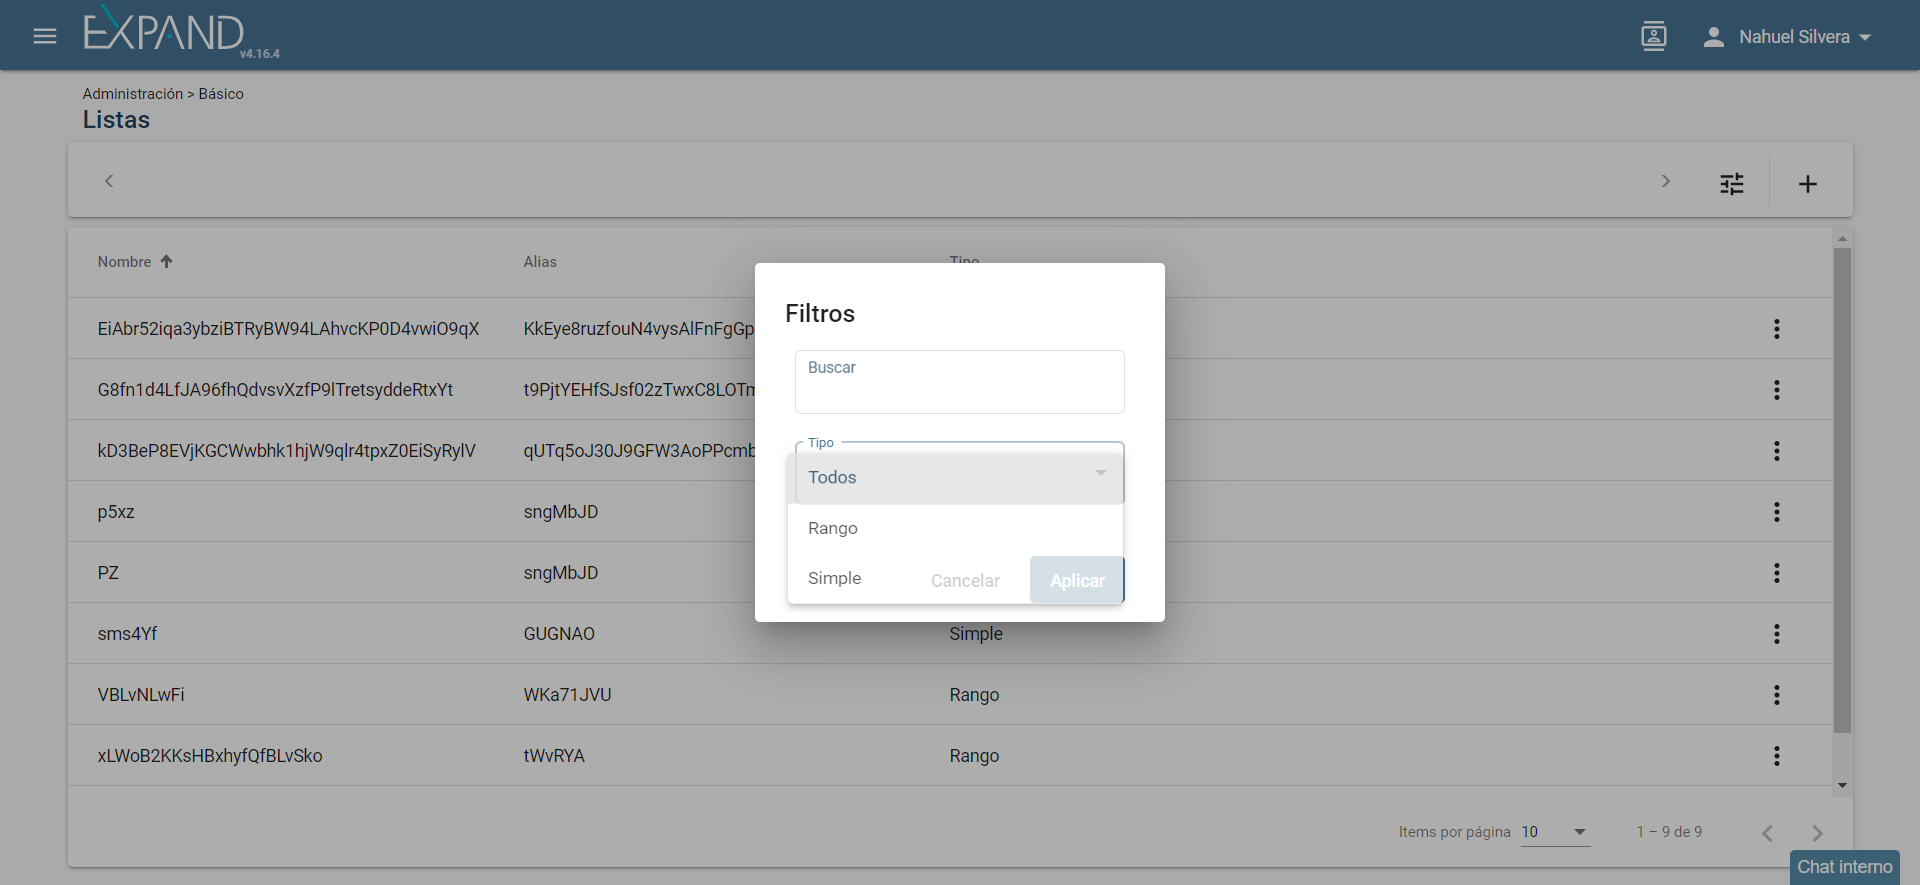 EXPAND
v4.16.4
Nahuel Silvera
Administración > Básico
Listas
Nombre Alias Tipo
EiAbr52iqa3ybziBTRyBW94LAhvcKP0D4vwiO9qX KkEye8ruzfouN4vysAlFnFgGp
G8fn1d4LfJA96fhQdvsvXzfP9lTretsyddeRtxYt t9PjtYEHfSJsf02zTwxC8LOTm
kD3BeP8EVjKGCWwbhk1hjW9qlr4tpxZ0EiSyRylV qUTq5oJ30J9GFW3AoPPcmb
p5xz sngMbJD
PZ sngMbJD
sms4Yf GUGNAO Simple
VBLvNLwFi WKa71JVU Rango
xLWoB2KKsHBxhyfQfBLvSko tWvRYA Rango
Filtros
Buscar
Tipo
Todos
Rango
Simple
Cancelar Aplicar
Items por página 10 1 – 9 de 9
Chat interno